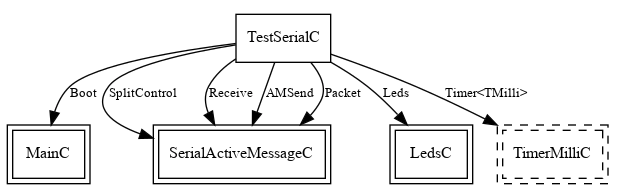 TestSerialC
Boot SplitControl Receive AMSend Packet Leds Timer<TMilli>
MainC SerialActiveMessageC LedsC TimerMilliC